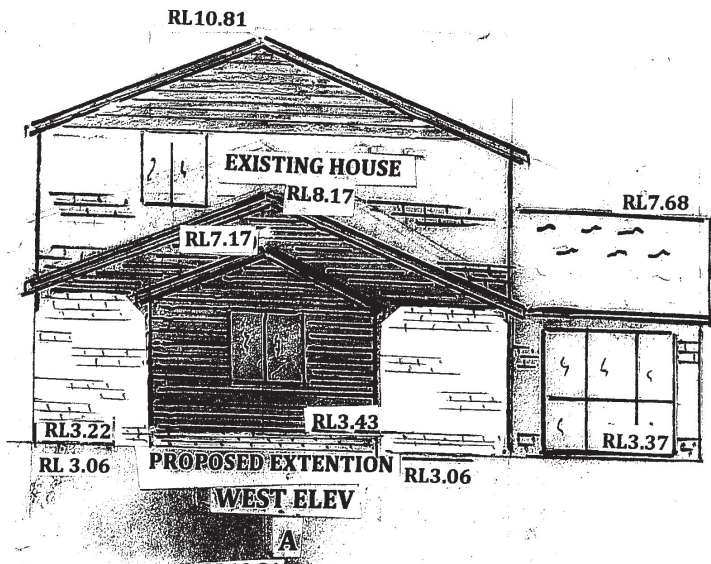 RL10.81
EXISTING HOUSE
RL8.17
RL7.68
RL7.17
RL3.22
RL3.43
RL3.37
RL 3.06
PROPOSED EXTENTION
RL3.06
WEST ELEV
A